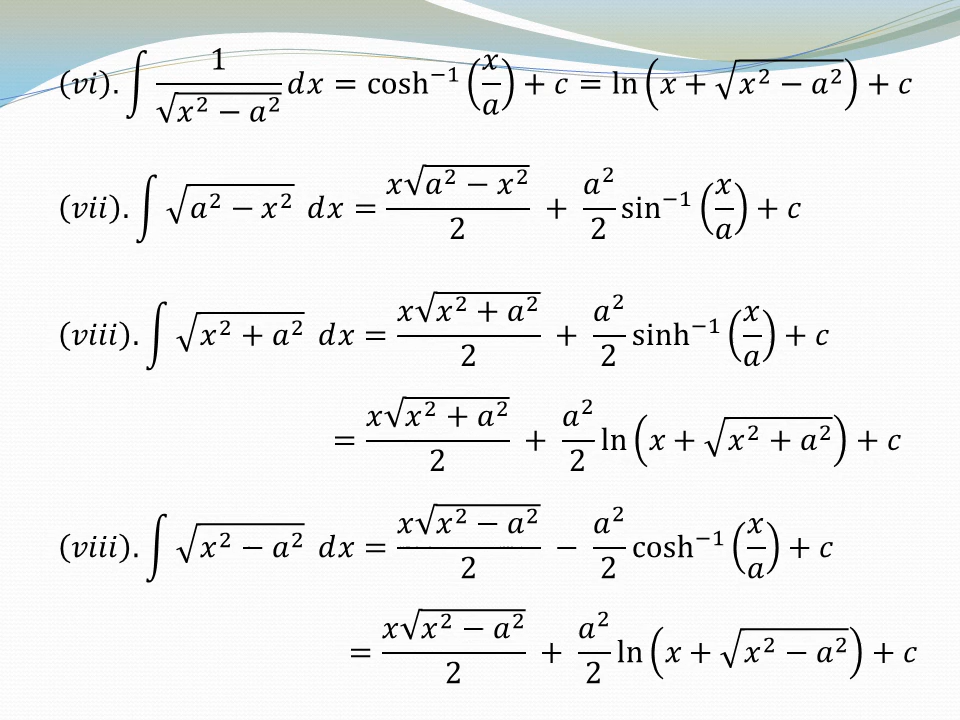 (vi). ∫ 1/√(x² − a²) dx = cosh⁻¹(x/a) + c = ln(x + √(x² − a²)) + c
(vii). ∫ √(a² − x²) dx = x√(a² − x²)/2 + a²/2 sin⁻¹(x/a) + c
(viii). ∫ √(x² + a²) dx = x√(x² + a²)/2 + a²/2 sinh⁻¹(x/a) + c
= x√(x² + a²)/2 + a²/2 ln(x + √(x² + a²)) + c
(viii). ∫ √(x² − a²) dx = x√(x² − a²)/2 − a²/2 cosh⁻¹(x/a) + c
= x√(x² − a²)/2 + a²/2 ln(x + √(x² − a²)) + c